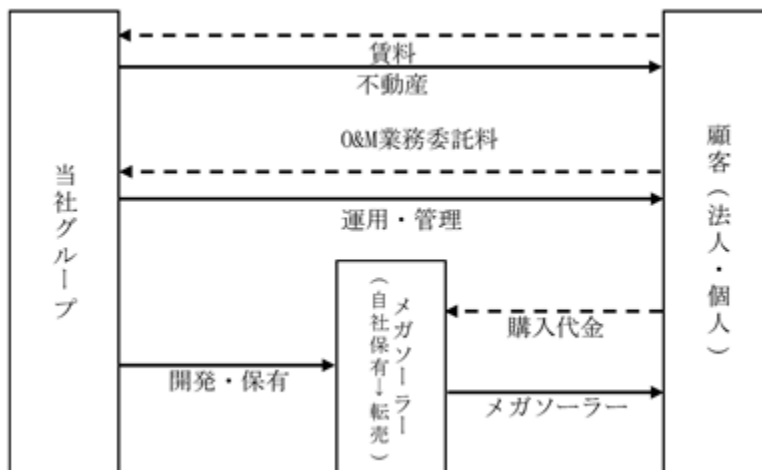 当社グループ
賃料
不動産
O&M業務委託料
運用・管理
開発・保有
メガソーラー
（自社保有→転売）
購入代金
メガソーラー
顧客（法人・個人）